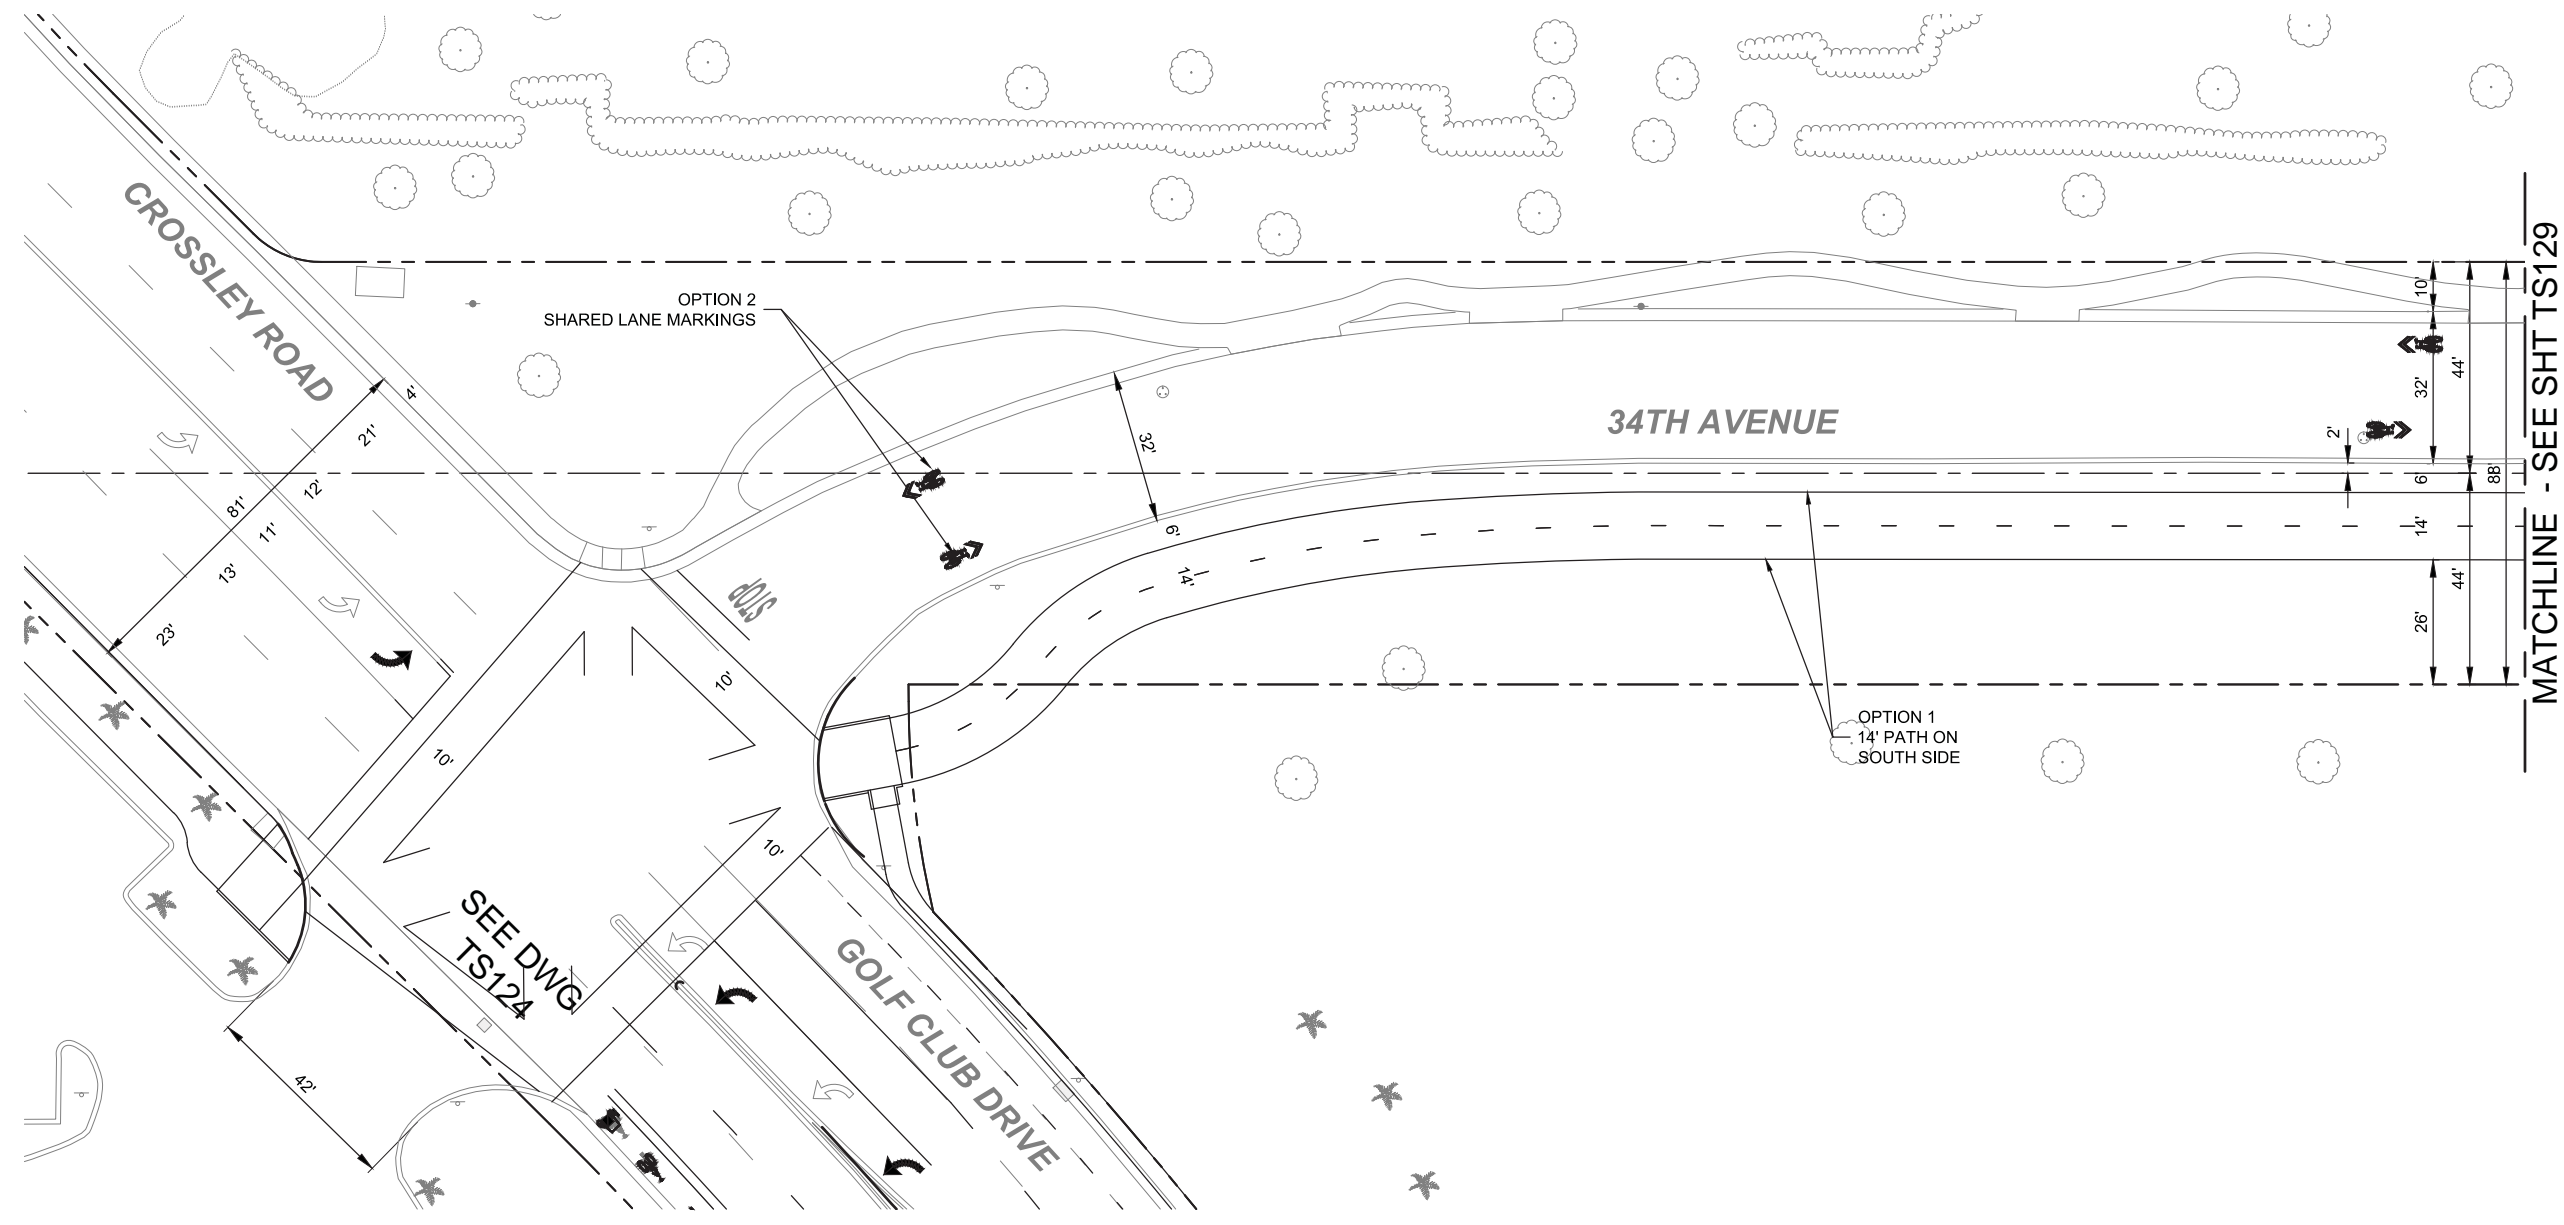 CROSSLEY ROAD
OPTION 2
SHARED LANE MARKINGS
34TH AVENUE
MATCHLINE - SEE SHT TS129
10'
44'
32'
88'
2'
6'
14'
44'
26'
4'
21'
12'
81'
11'
13'
23'
32'
6'
14'
STOP
10'
10'
10'
OPTION 1
14' PATH ON
SOUTH SIDE
SEE DWG
TS124
GOLF CLUB DRIVE
42'